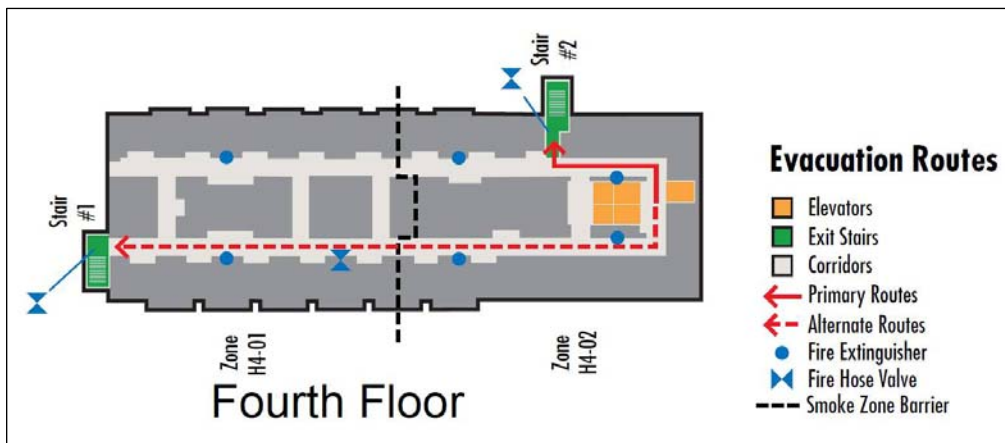 Stair
#2
Stair
#1
Zone
H4-01
Zone
H4-02
Fourth Floor
Evacuation Routes
Elevators
Exit Stairs
Corridors
Primary Routes
Alternate Routes
Fire Extinguisher
Fire Hose Valve
Smoke Zone Barrier